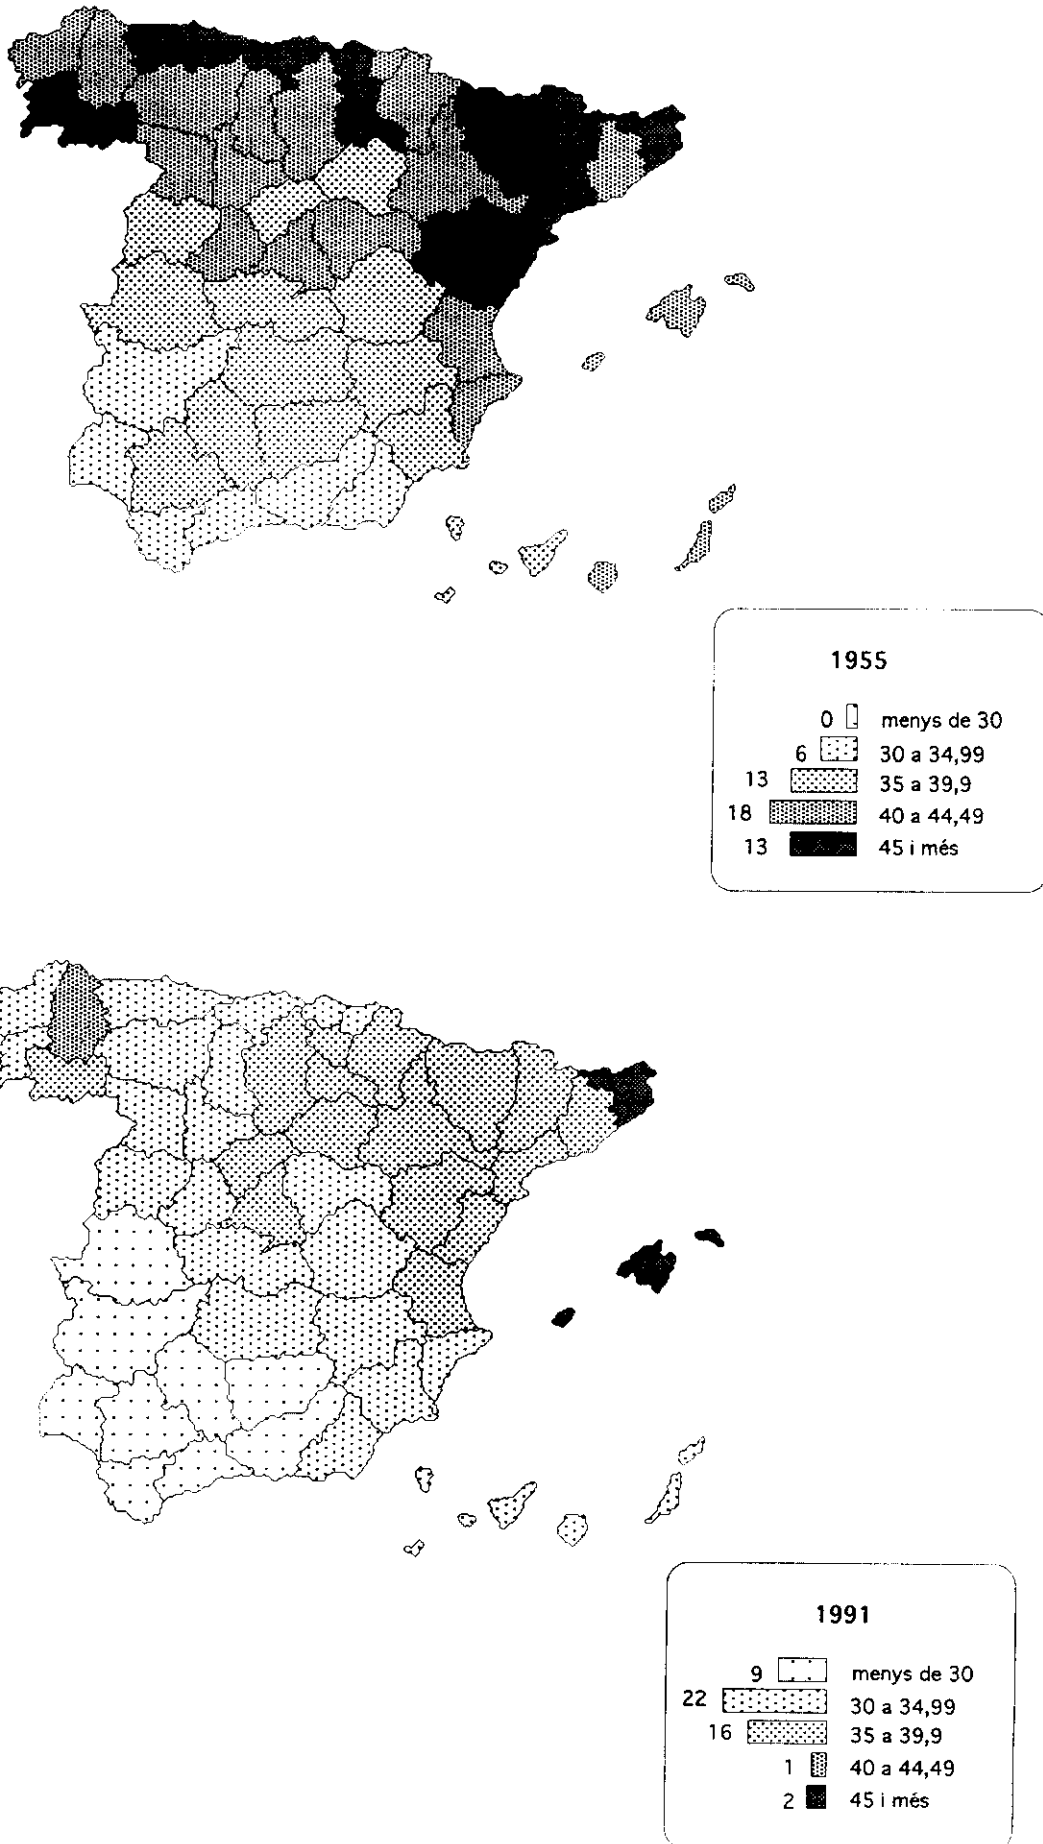 1955
0 menys de 30
6 30 a 34,99
13 35 a 39,9
18 40 a 44,49
13 45 i més
1991
9 menys de 30
22 30 a 34,99
16 35 a 39,9
1 40 a 44,49
2 45 i més